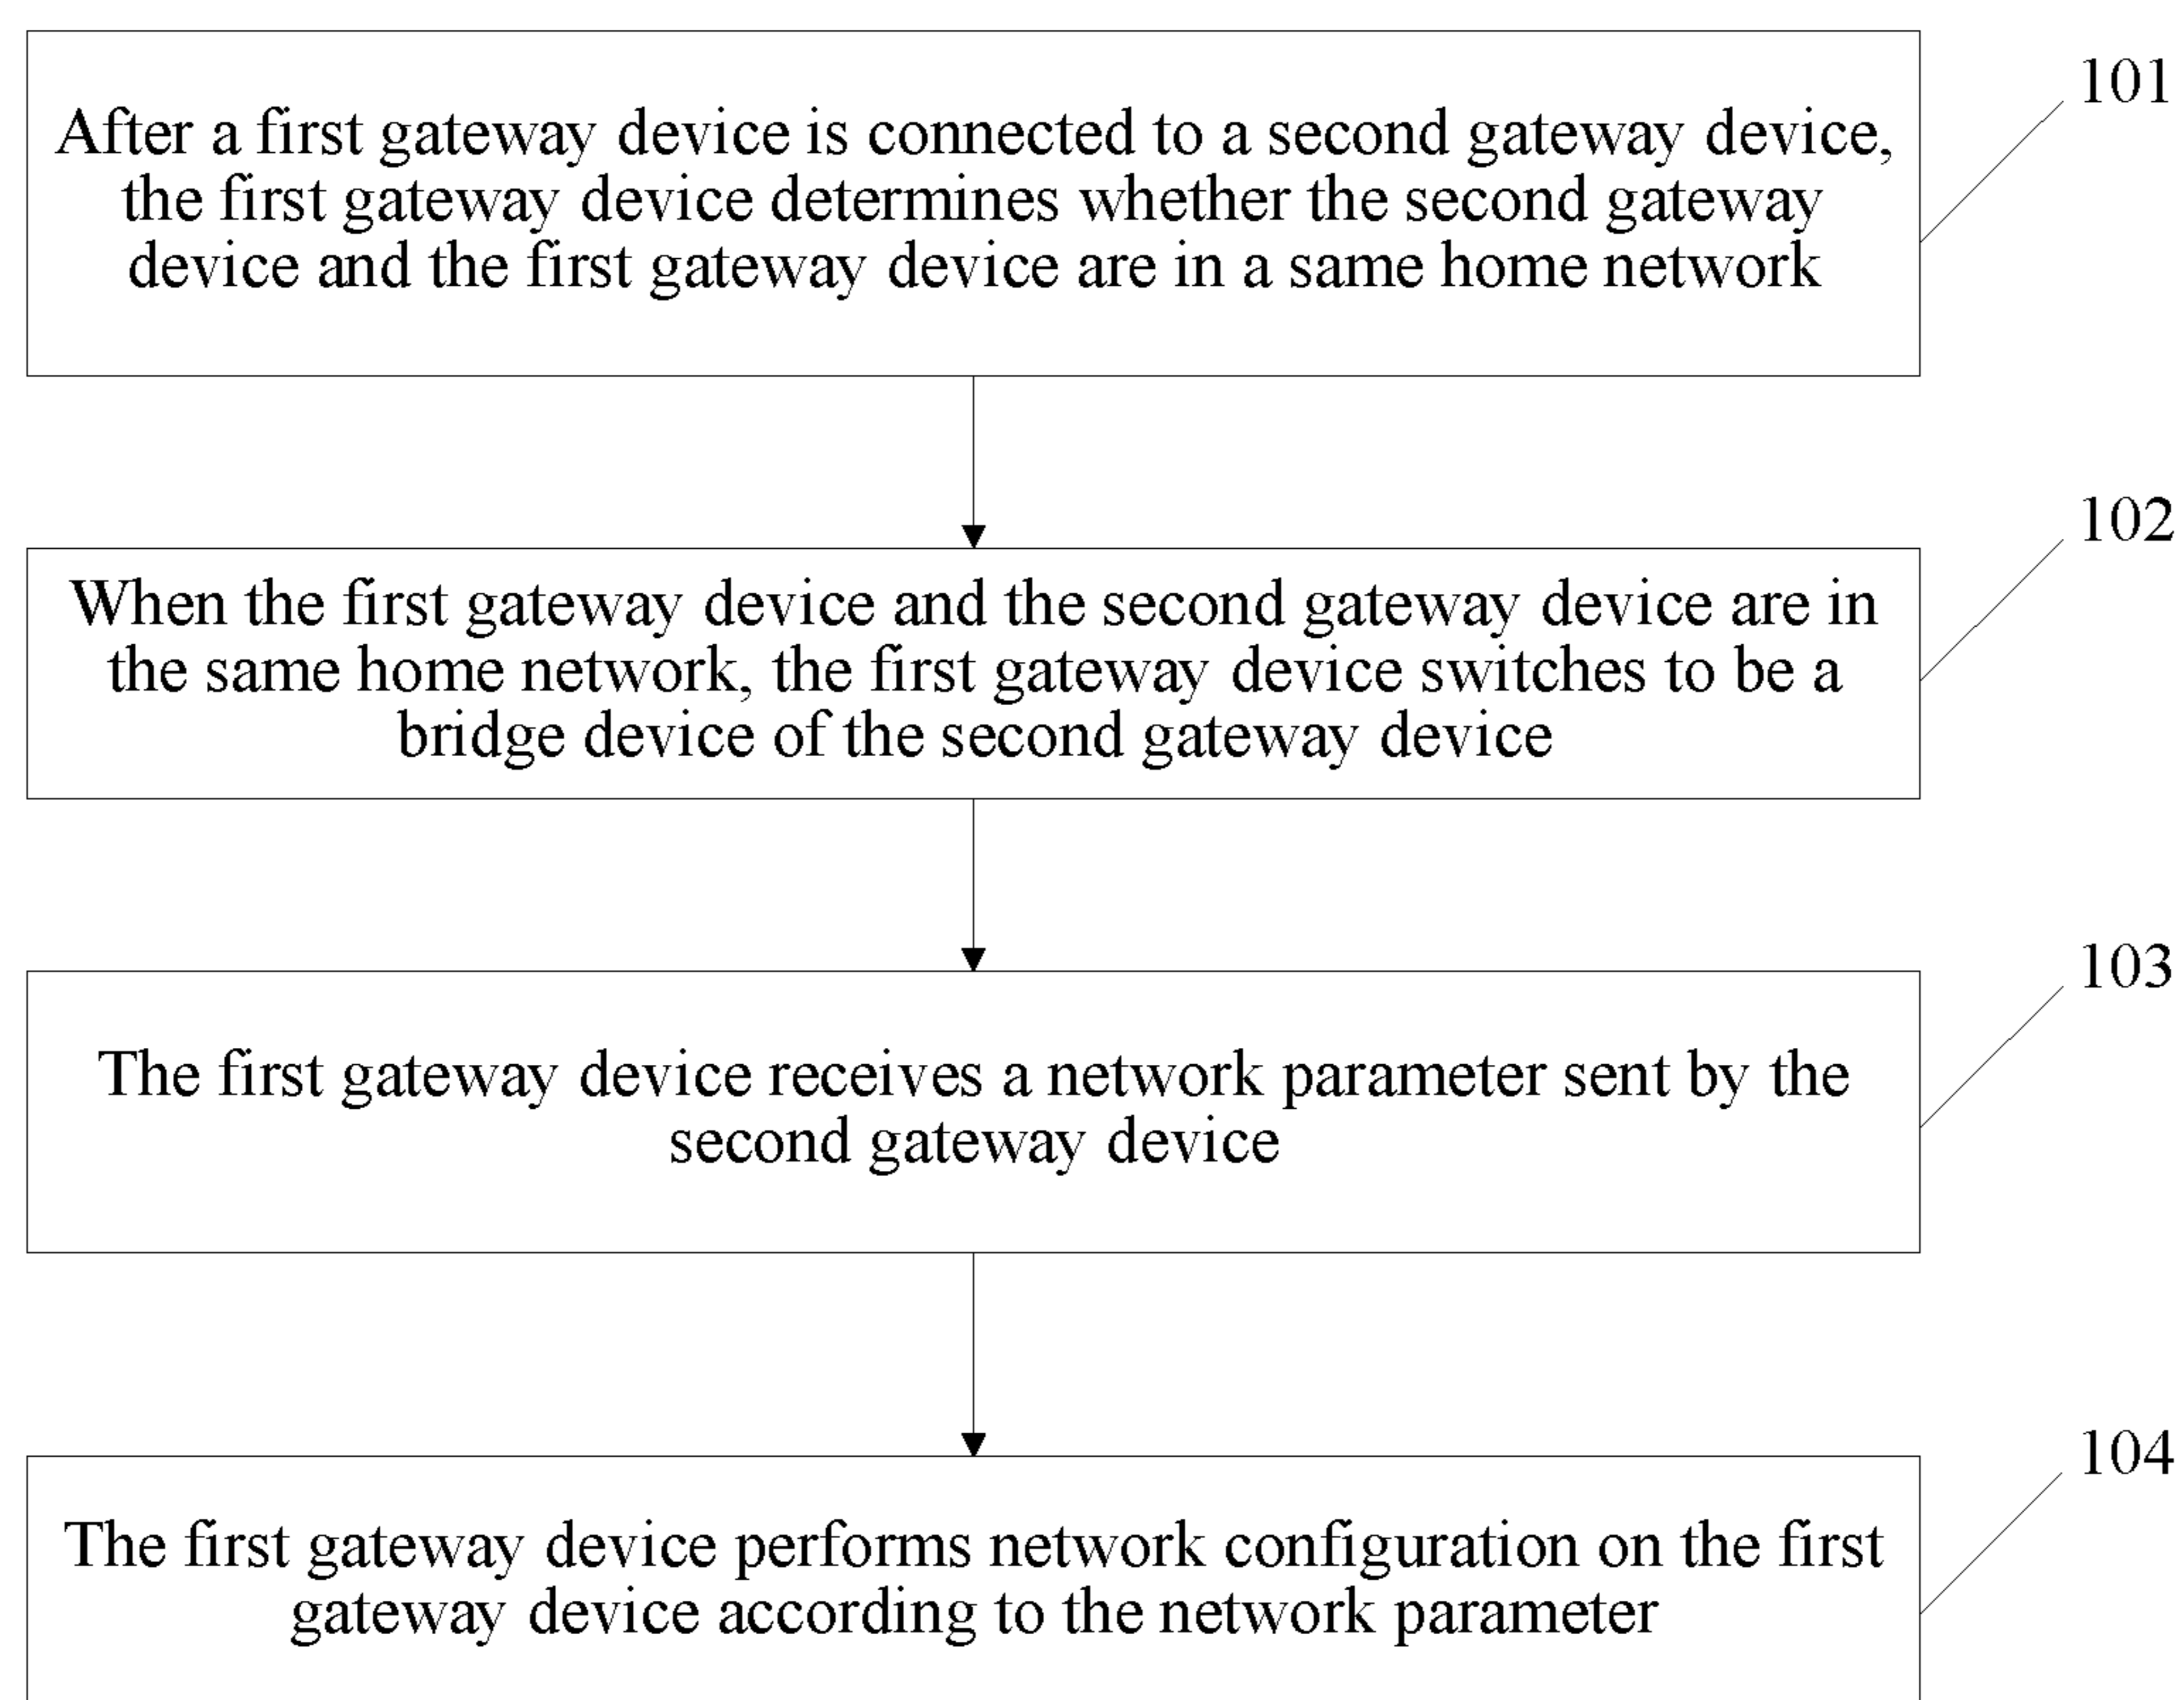 101
After a first gateway device is connected to a second gateway device,
the first gateway device determines whether the second gateway
device and the first gateway device are in a same home network
102
When the first gateway device and the second gateway device are in
the same home network, the first gateway device switches to be a
bridge device of the second gateway device
103
The first gateway device receives a network parameter sent by the
second gateway device
104
The first gateway device performs network configuration on the first
gateway device according to the network parameter